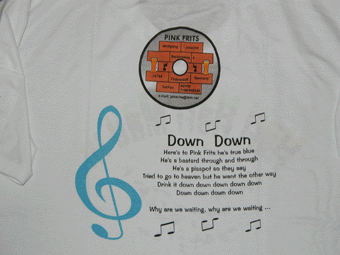 PINK FRITS
Down Down
Here's to Pink Frits he's true blue
He's a bastard through and through
He's a pisspot so they say
Tried to go to heaven but he want the other way
Drink it down down down down down
Down down down down
Why are we waiting, why are we waiting ...